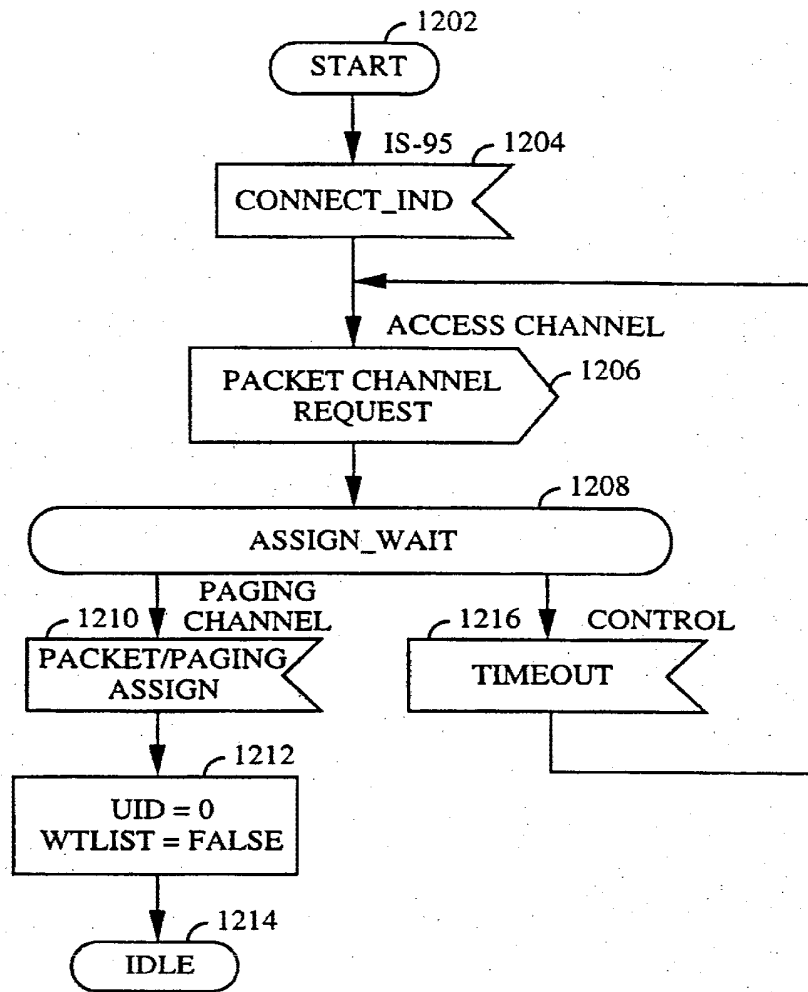 1202
START
IS-95
1204
CONNECT_IND
ACCESS CHANNEL
PACKET CHANNEL
REQUEST
1206
1208
ASSIGN_WAIT
PAGING
CHANNEL
1210
PACKET/PAGING
ASSIGN
1216
CONTROL
TIMEOUT
1212
UID = 0
WTLIST = FALSE
1214
IDLE